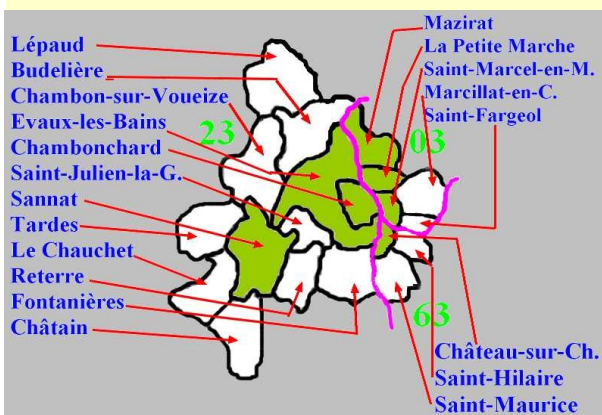 Lépaud
Budelière
Chambon-sur-Voueize
Evaux-les-Bains
Chambonchard
Saint-Julien-la-G.
Sannat
Tardes
Le Chauchet
Reterre
Fontanières
Châtain
23
03
63
Mazirat
La Petite Marche
Saint-Marcel-en-M.
Marcillat-en-C.
Saint-Fargeol
Château-sur-Ch.
Saint-Hilaire
Saint-Maurice